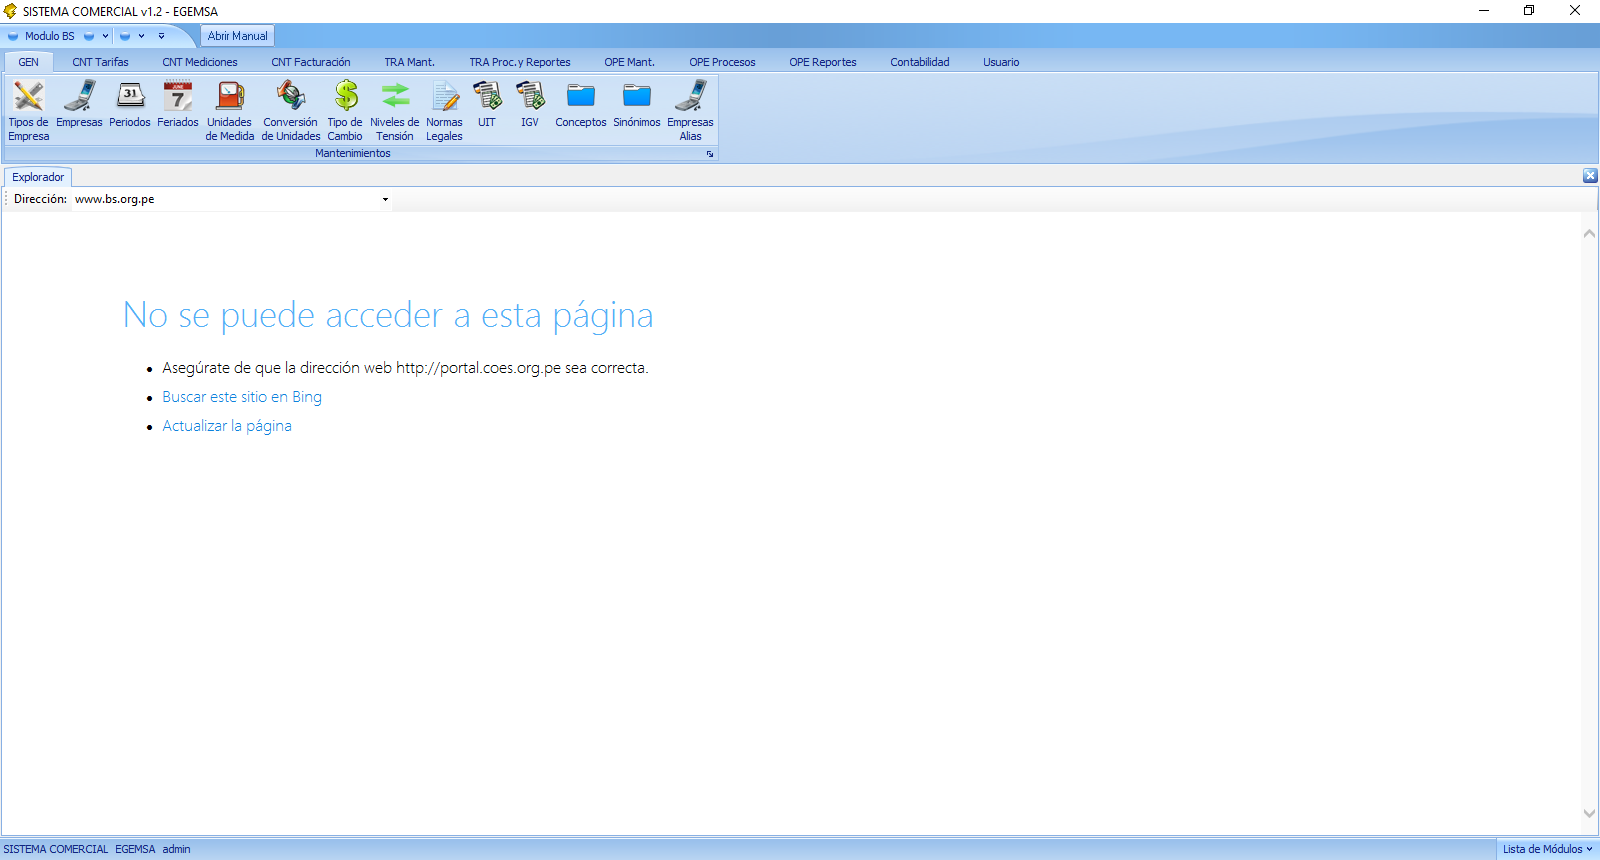 SISTEMA COMERCIAL v1.2 - EGEMSA
Modulo BS
Abrir Manual
GEN CNT Tarifas CNT Mediciones CNT Facturación TRA Mant. TRA Proc. y Reportes OPE Mant. OPE Procesos OPE Reportes Contabilidad Usuario
31 JUNE 7 $
Tipos de Empresas Periodos Feriados Unidades Conversión Tipo de Niveles de Normas UIT IGV Conceptos Sinónimos Empresas
Empresa de Medida de Unidades Cambio Tensión Legales Alias
Mantenimientos
Explorador
Dirección: www.bs.org.pe
No se puede acceder a esta página
• Asegúrate de que la dirección web http://portal.coes.org.pe sea correcta.
• Buscar este sitio en Bing
• Actualizar la página
SISTEMA COMERCIAL EGEMSA admin Lista de Módulos